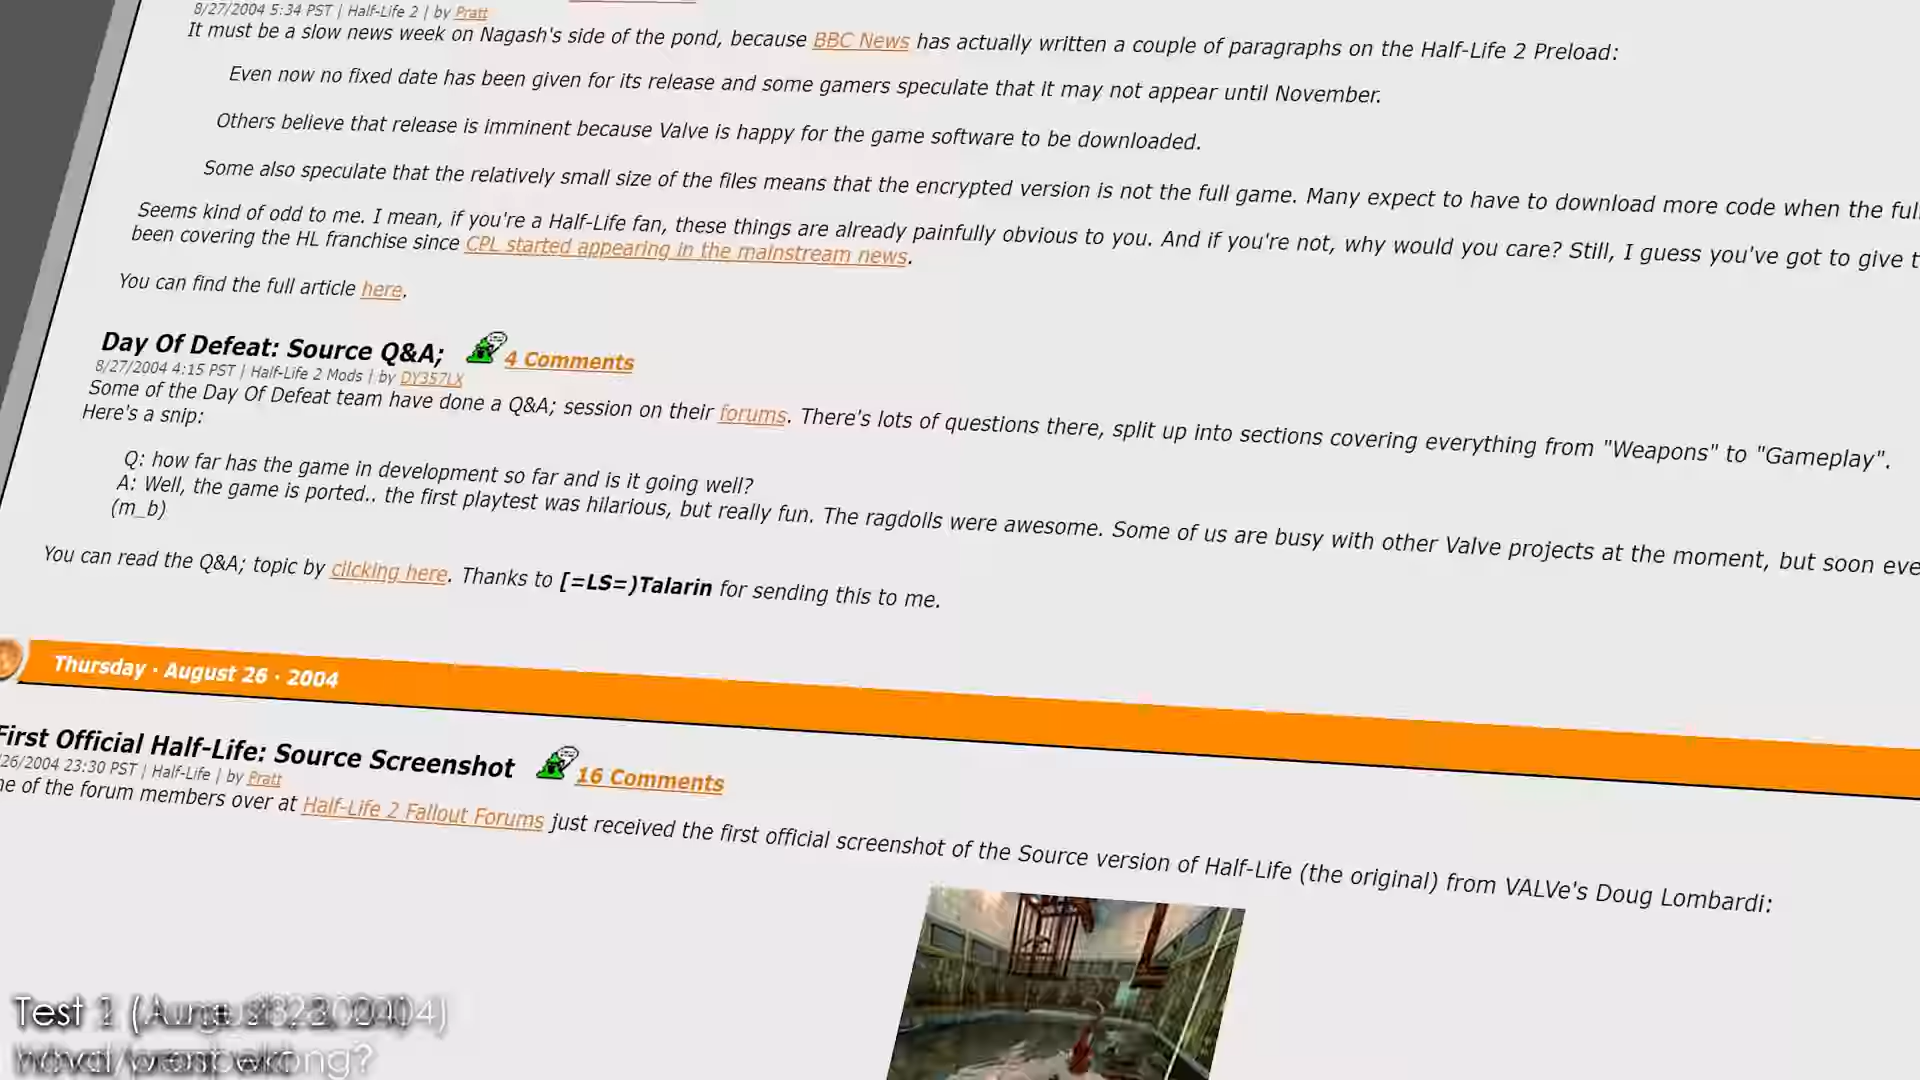 8/27/2004 5:34 PST | Half-Life 2 | by Pratt
It must be a slow news week on Nagash's side of the pond, because BBC News has actually written a couple of paragraphs on the Half-Life 2 Preload:
Even now no fixed date has been given for its release and some gamers speculate that it may not appear until November.
Others believe that release is imminent because Valve is happy for the game software to be downloaded.
Some also speculate that the relatively small size of the files means that the encrypted version is not the full game. Many expect to have to download more code when the ful
Seems kind of odd to me. I mean, if you're a Half-Life fan, these things are already painfully obvious to you. And if you're not, why would you care? Still, I guess you've got to give t
been covering the HL franchise since CPL started appearing in the mainstream news.
You can find the full article here.
Day Of Defeat: Source Q&A; 4 Comments
8/27/2004 4:15 PST | Half-Life 2 Mods | by DY357LX
Some of the Day Of Defeat team have done a Q&A; session on their forums. There's lots of questions there, split up into sections covering everything from "Weapons" to "Gameplay".
Here's a snip:
Q: how far has the game in development so far and is it going well?
A: Well, the game is ported.. the first playtest was hilarious, but really fun. The ragdolls were awesome. Some of us are busy with other Valve projects at the moment, but soon eve
(m_b)
You can read the Q&A; topic by clicking here. Thanks to [=LS=)Talarin for sending this to me.
Thursday · August 26 · 2004
First Official Half-Life: Source Screenshot 16 Comments
26/2004 23:30 PST | Half-Life | by Pratt
ne of the forum members over at Half-Life 2 Fallout Forums just received the first official screenshot of the Source version of Half-Life (the original) from VALVe's Doug Lombardi:
Test